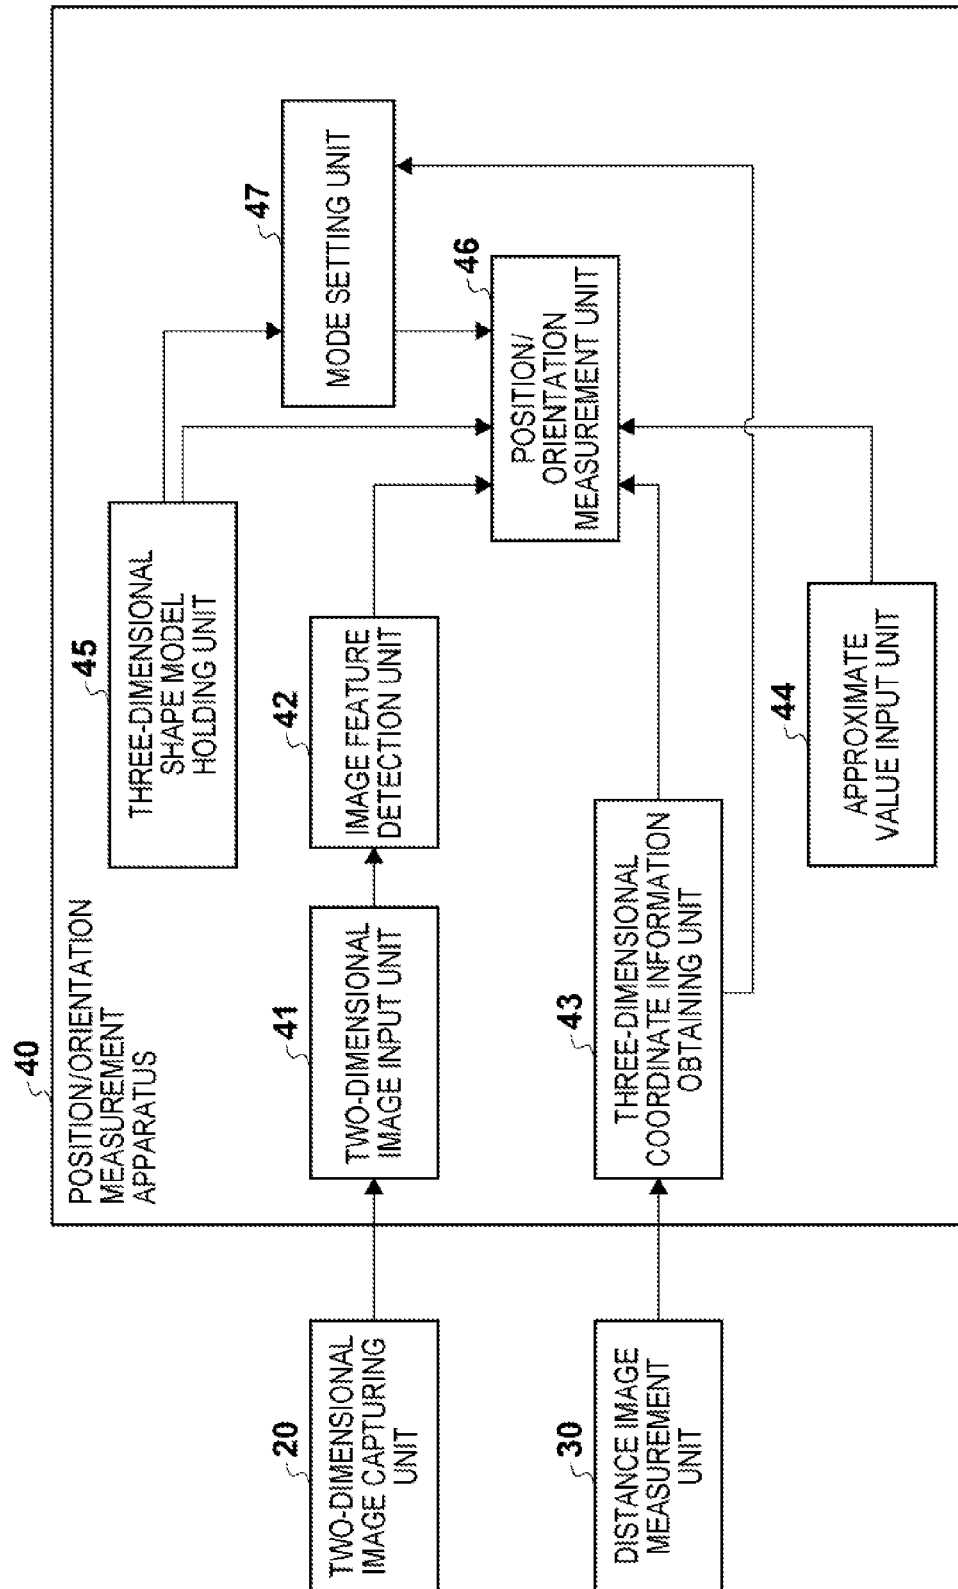 40
POSITION/ORIENTATION
MEASUREMENT
APPARATUS
45
THREE-DIMENSIONAL
SHAPE MODEL
HOLDING UNIT
47
MODE SETTING UNIT
20
TWO-DIMENSIONAL
IMAGE CAPTURING
UNIT
41
TWO-DIMENSIONAL
IMAGE INPUT UNIT
42
IMAGE FEATURE
DETECTION UNIT
46
POSITION/
ORIENTATION
MEASUREMENT UNIT
30
DISTANCE IMAGE
MEASUREMENT
UNIT
43
THREE-DIMENSIONAL
COORDINATE INFORMATION
OBTAINING UNIT
44
APPROXIMATE
VALUE INPUT UNIT